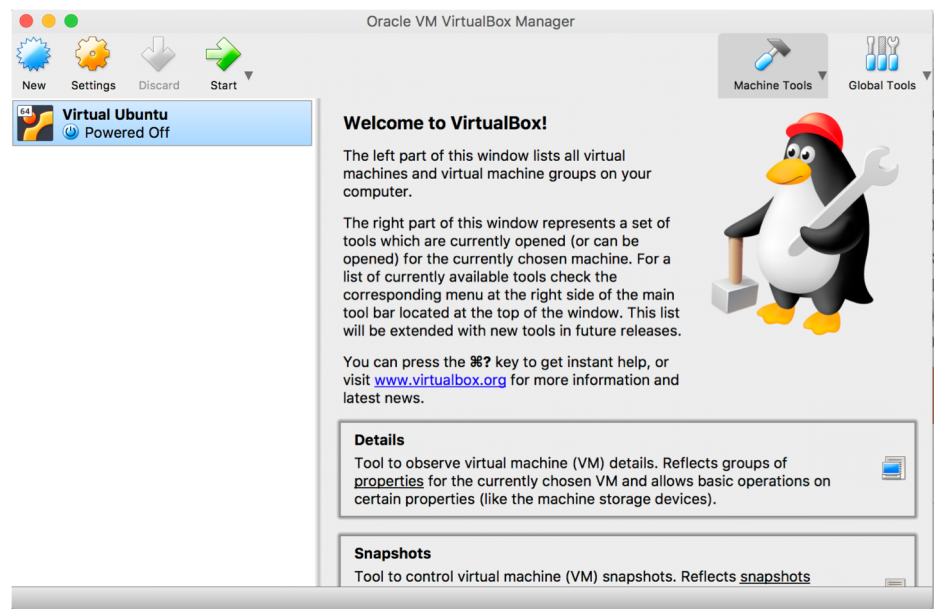 Oracle VM VirtualBox Manager
New
Settings
Discard
Start
Machine Tools
Global Tools
64
Virtual Ubuntu
Powered Off
Welcome to VirtualBox!
The left part of this window lists all virtual
machines and virtual machine groups on your
computer.
The right part of this window represents a set of
tools which are currently opened (or can be
opened) for the currently chosen machine. For a
list of currently available tools check the
corresponding menu at the right side of the main
tool bar located at the top of the window. This list
will be extended with new tools in future releases.
You can press the ⌘? key to get instant help, or
visit www.virtualbox.org for more information and
latest news.
Details
Tool to observe virtual machine (VM) details. Reflects groups of
properties for the currently chosen VM and allows basic operations on
certain properties (like the machine storage devices).
Snapshots
Tool to control virtual machine (VM) snapshots. Reflects snapshots